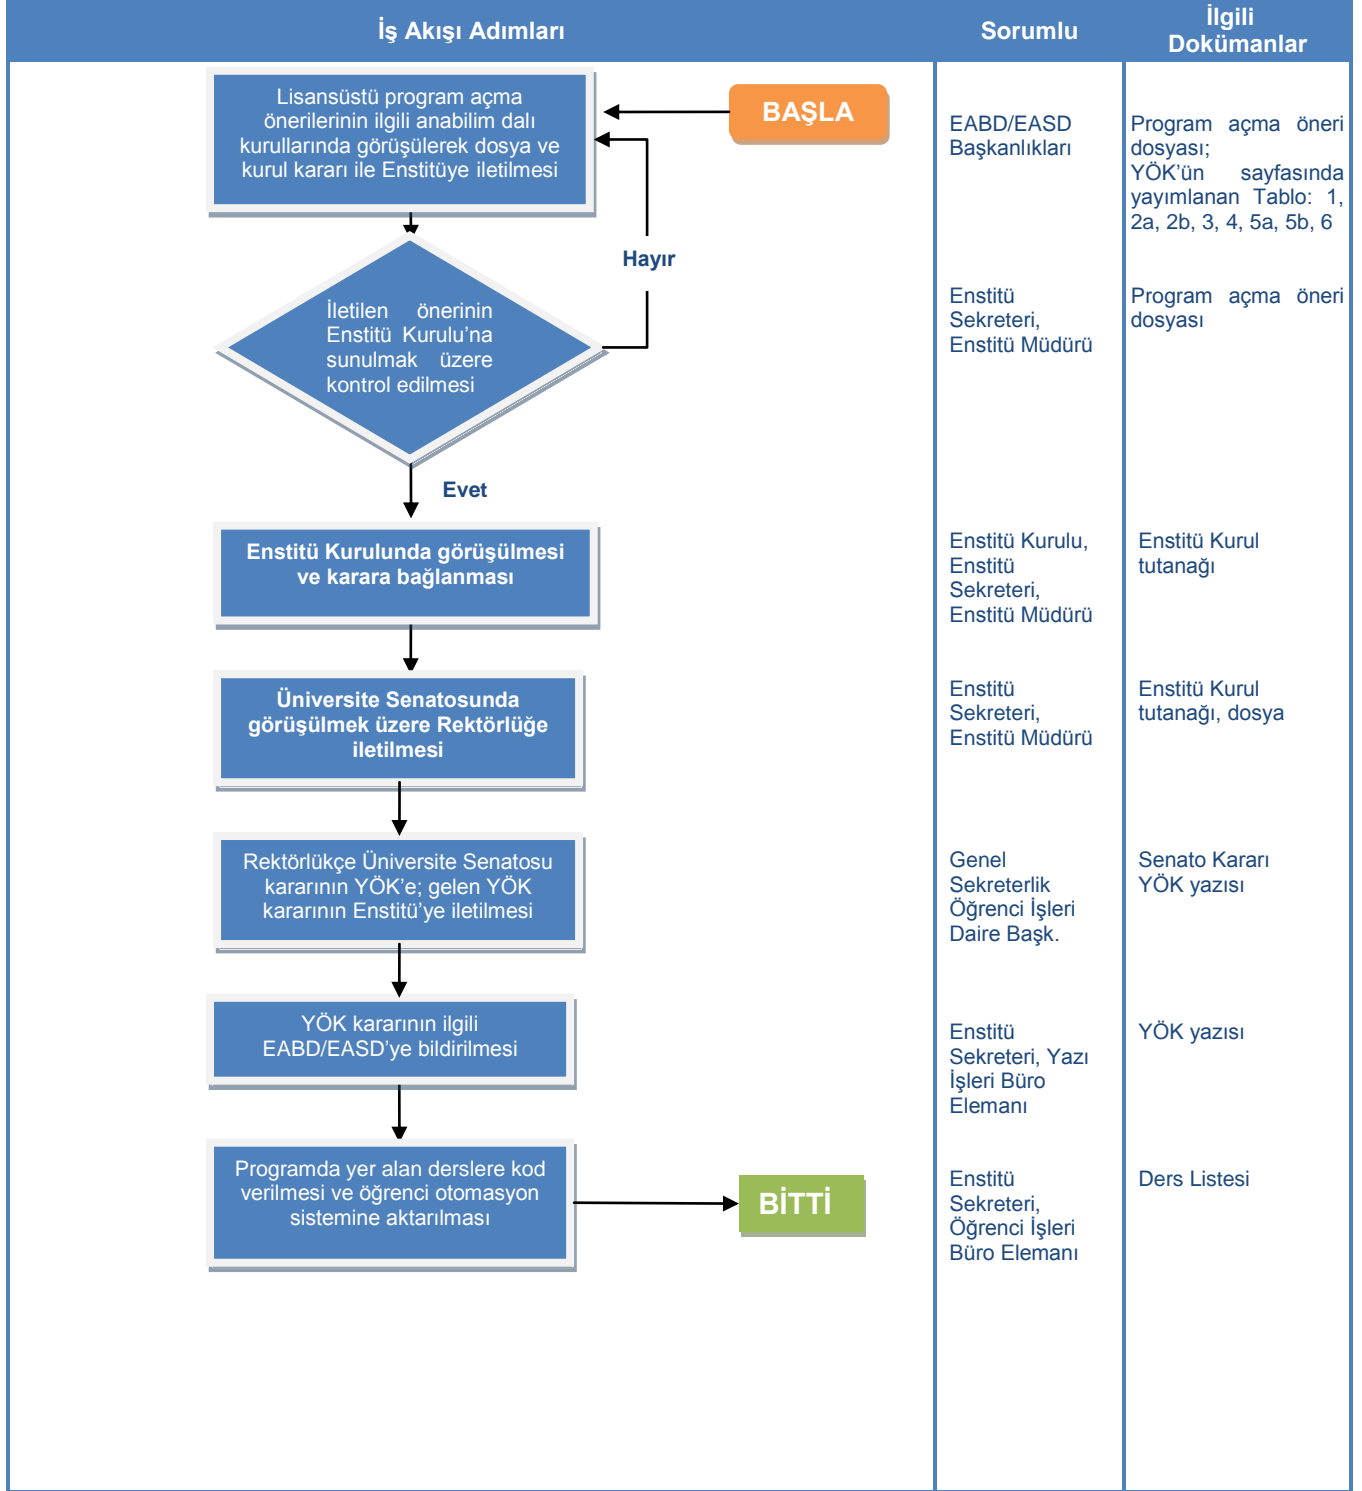 İş Akışı Adımları
Sorumlu
İlgili
Dokümanlar
Lisansüstü program açma
önerilerinin ilgili anabilim dalı
kurullarında görüşülerek dosya ve
kurul kararı ile Enstitüye iletilmesi
BAŞLA
EABD/EASD
Başkanlıkları
Program açma öneri
dosyası;
YÖK’ün sayfasında
yayımlanan Tablo: 1,
2a, 2b, 3, 4, 5a, 5b, 6
Hayır
İletilen önerinin
Enstitü Kurulu’na
sunulmak üzere
kontrol edilmesi
Enstitü
Sekreteri,
Enstitü Müdürü
Program açma öneri
dosyası
Evet
Enstitü Kurulunda görüşülmesi
ve karara bağlanması
Enstitü Kurulu,
Enstitü
Sekreteri,
Enstitü Müdürü
Enstitü Kurul
tutanağı
Üniversite Senatosunda
görüşülmek üzere Rektörlüğe
iletilmesi
Enstitü
Sekreteri,
Enstitü Müdürü
Enstitü Kurul
tutanağı, dosya
Rektörlükçe Üniversite Senatosu
kararının YÖK’e; gelen YÖK
kararının Enstitü’ye iletilmesi
Genel
Sekreterlik
Öğrenci İşleri
Daire Başk.
Senato Kararı
YÖK yazısı
YÖK kararının ilgili
EABD/EASD’ye bildirilmesi
Enstitü
Sekreteri, Yazı
İşleri Büro
Elemanı
YÖK yazısı
Programda yer alan derslere kod
verilmesi ve öğrenci otomasyon
sistemine aktarılması
BİTTİ
Enstitü
Sekreteri,
Öğrenci İşleri
Büro Elemanı
Ders Listesi